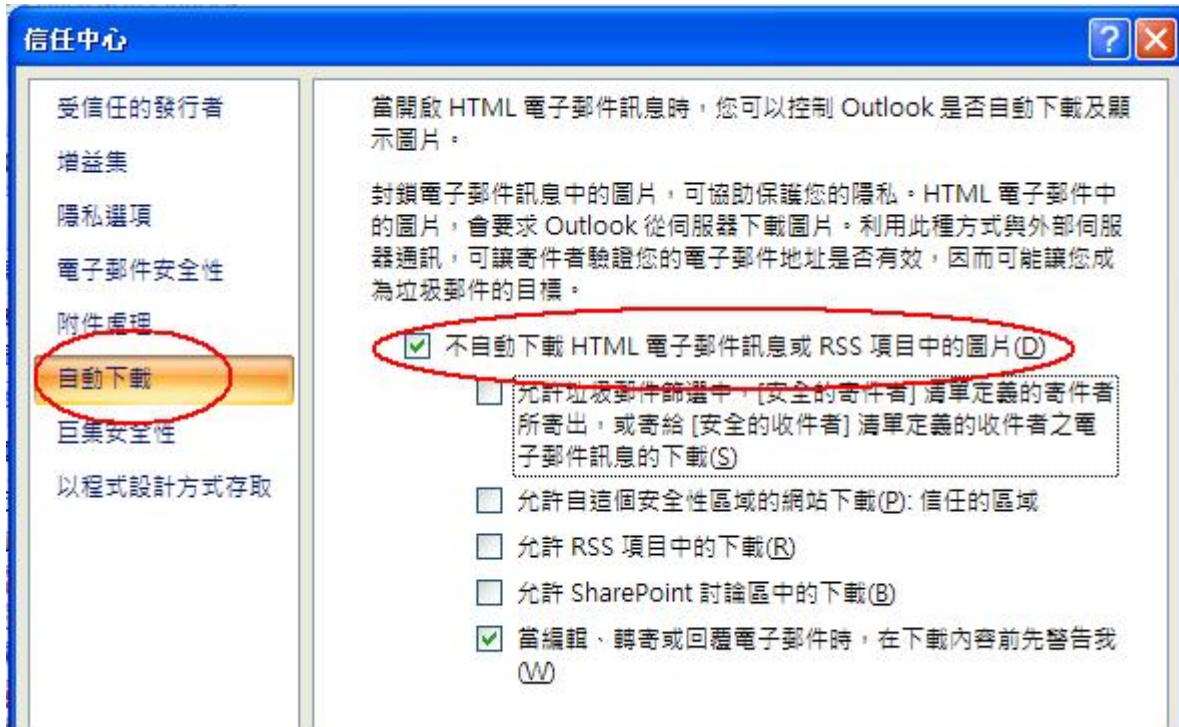 信任中心
受信任的發行者
增益集
隱私選項
電子郵件安全性
附件處理
自動下載
巨集安全性
以程式設計方式存取
當開啟 HTML 電子郵件訊息時，您可以控制 Outlook 是否自動下載及顯
示圖片。
封鎖電子郵件訊息中的圖片，可協助保護您的隱私。HTML 電子郵件中
的圖片，會要求 Outlook 從伺服器下載圖片。利用此種方式與外部伺服
器通訊，可讓寄件者驗證您的電子郵件地址是否有效，因而可能讓您成
為垃圾郵件的目標。
不自動下載 HTML 電子郵件訊息或 RSS 項目中的圖片(D)
允許垃圾郵件篩選中，[安全的寄件者] 清單定義的寄件者
所寄出，或寄給 [安全的收件者] 清單定義的收件者之電
子郵件訊息的下載(S)
允許自這個安全性區域的網站下載(P): 信任的區域
允許 RSS 項目中的下載(R)
允許 SharePoint 討論區中的下載(B)
當編輯、轉寄或回覆電子郵件時，在下載內容前先警告我
(W)